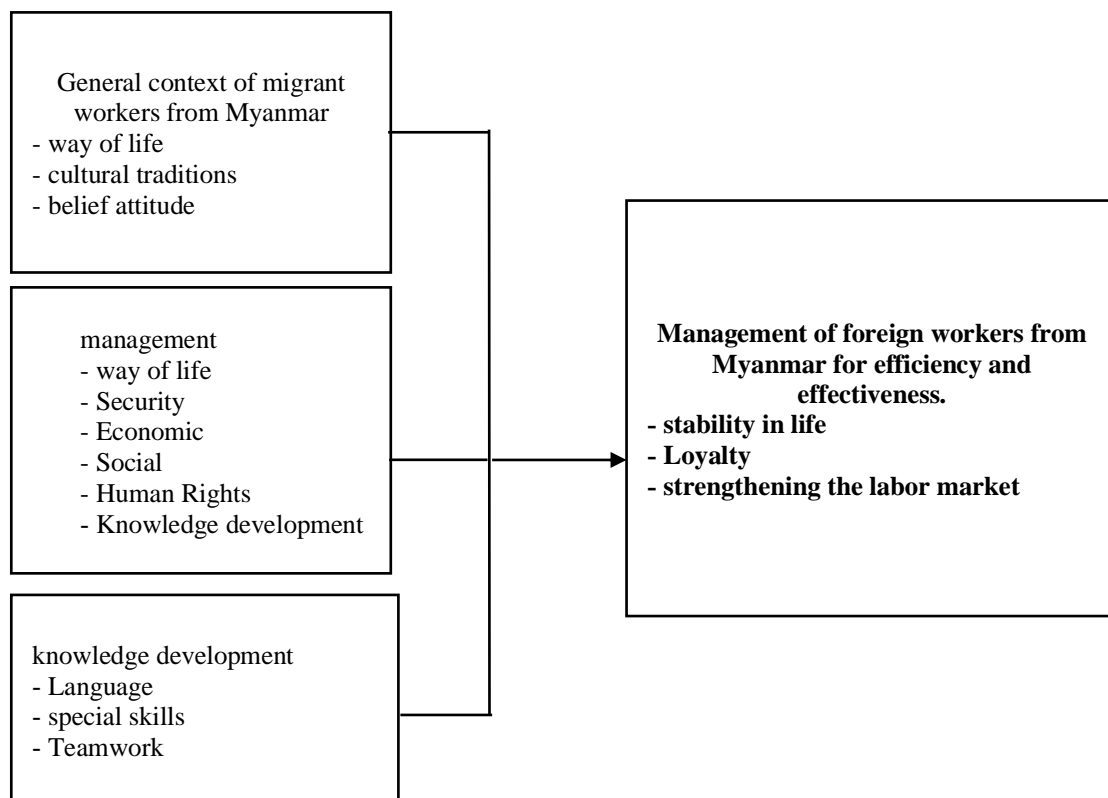 General context of migrant
workers from Myanmar
- way of life
- cultural traditions
- belief attitude
management
- way of life
- Security
- Economic
- Social
- Human Rights
- Knowledge development
knowledge development
- Language
- special skills
- Teamwork
Management of foreign workers from
Myanmar for efficiency and
effectiveness.
- stability in life
- Loyalty
- strengthening the labor market